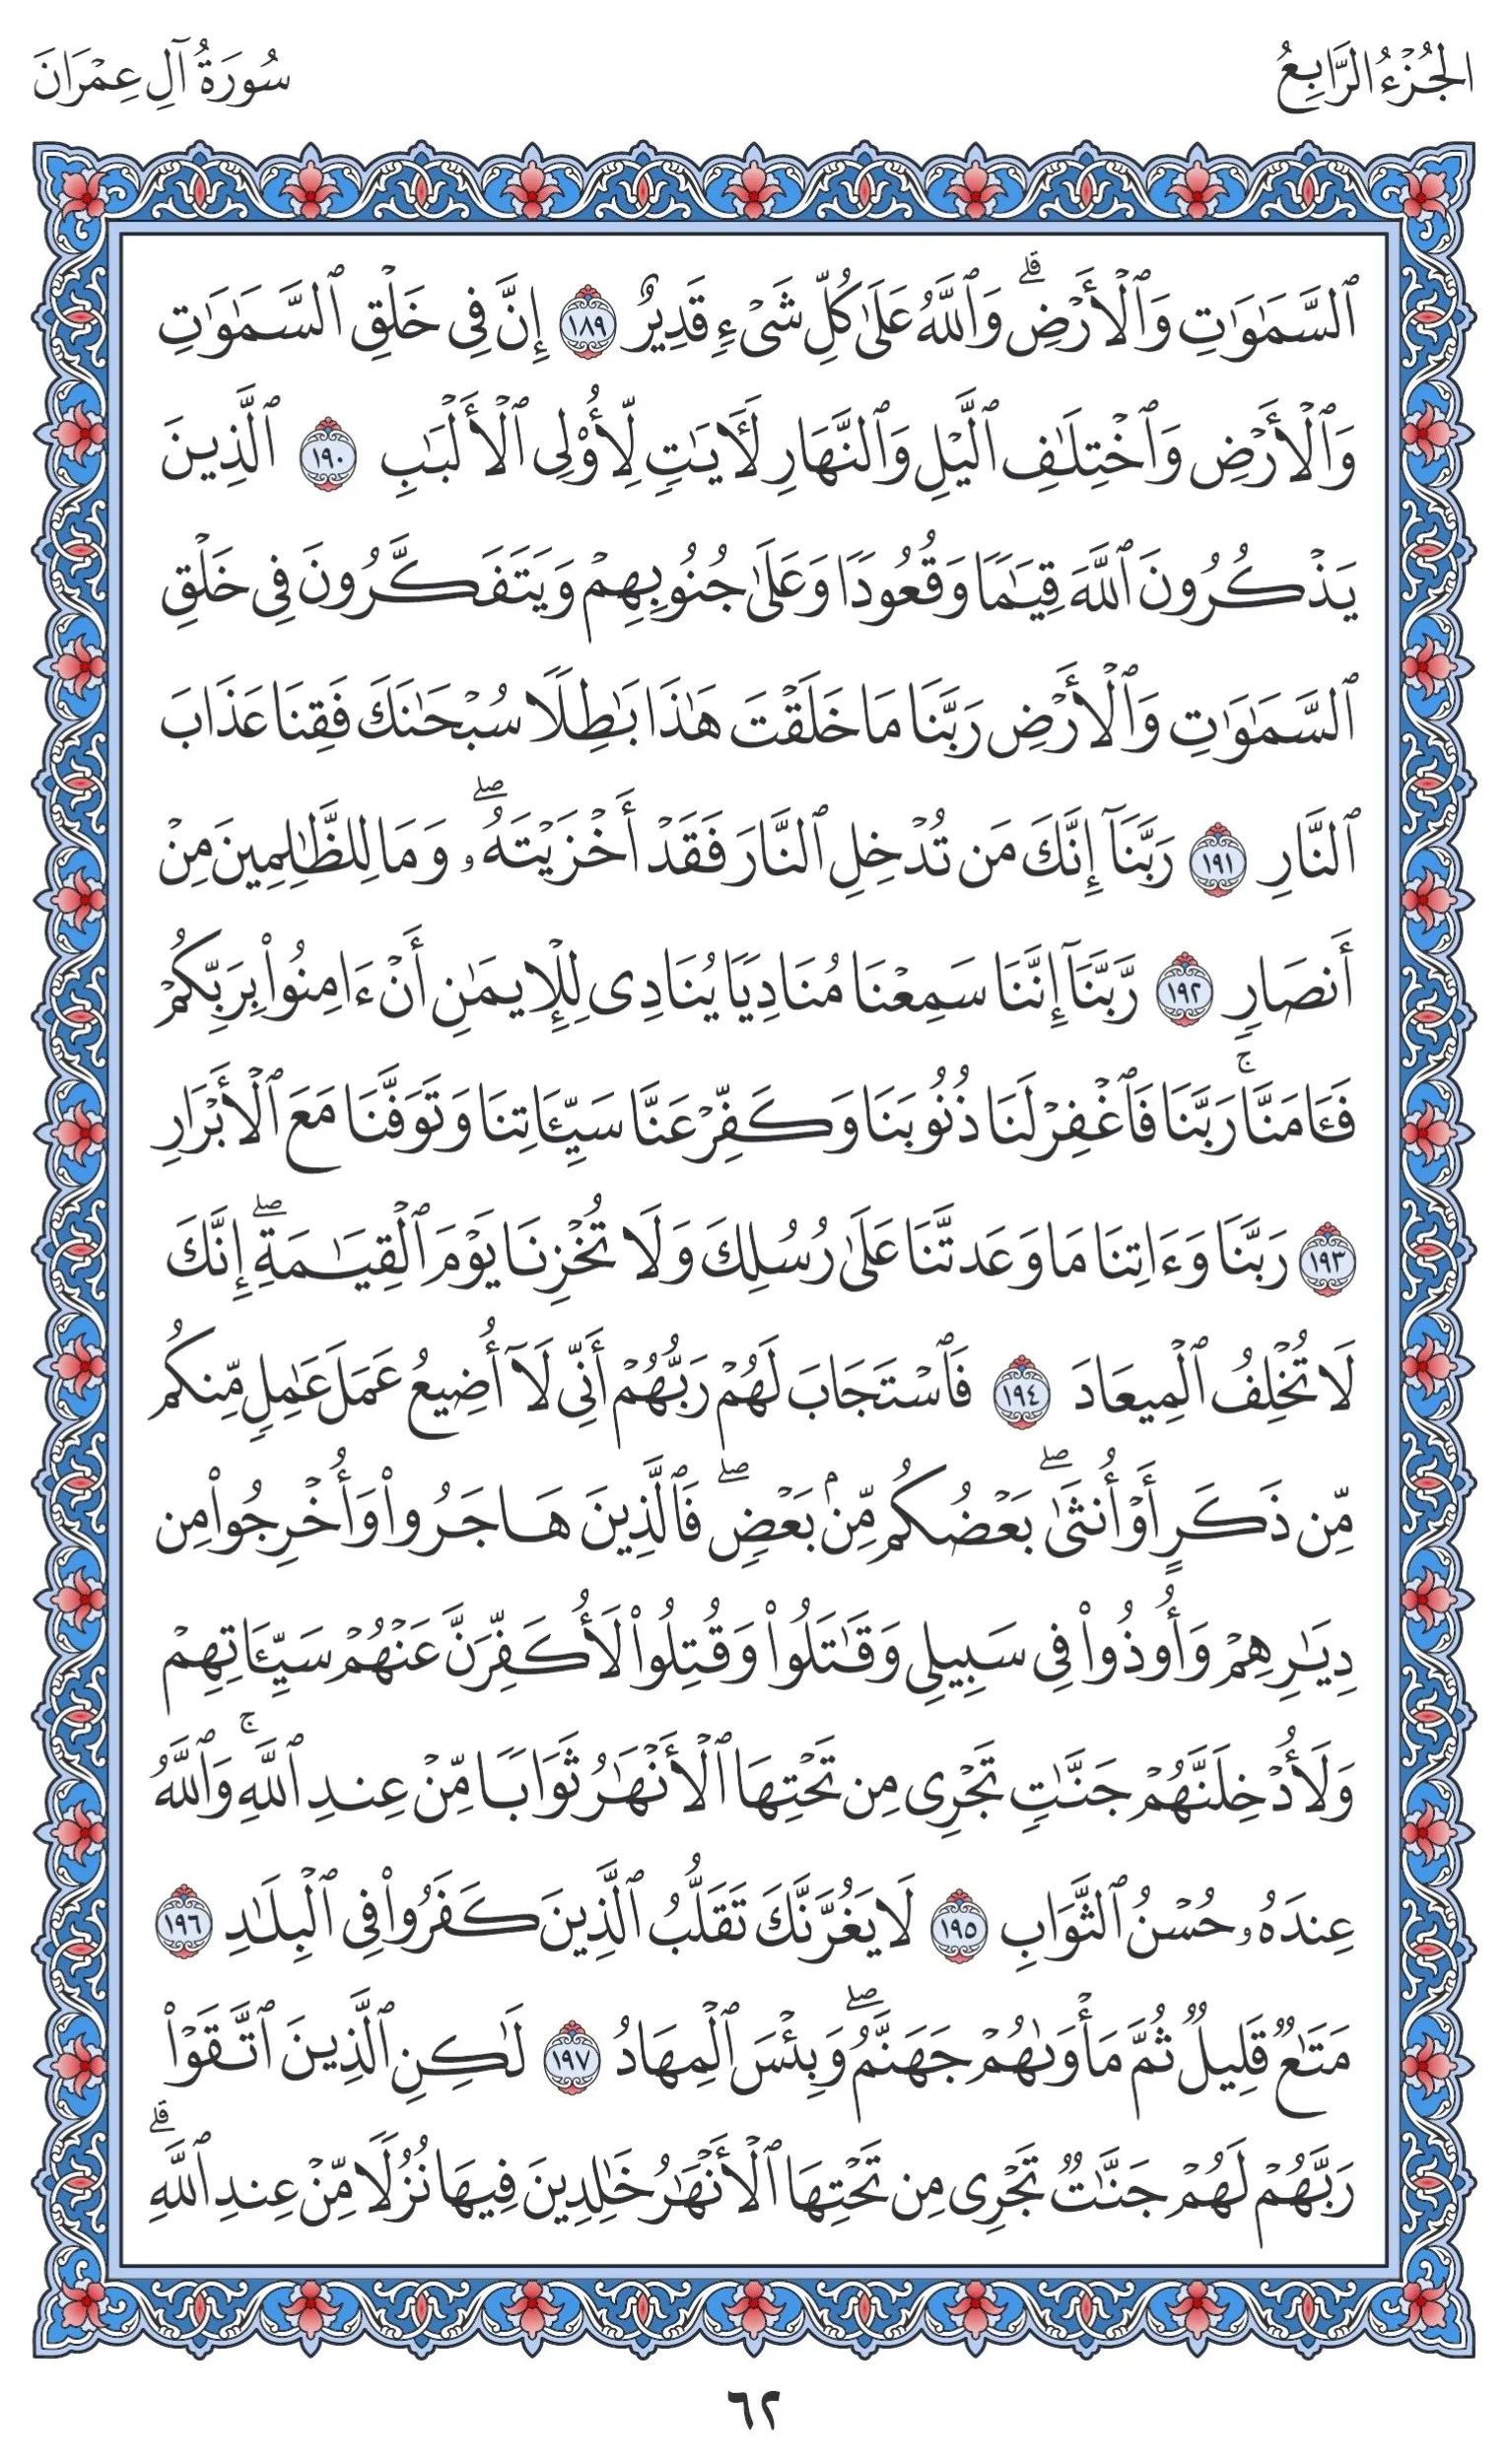 الجُزْءُ الرَّابِعُ
سُورَةُ آلِ عِمْرَانَ
ٱلسَّمَٰوَٰتِ وَٱلْأَرْضِ ۗ وَٱللَّهُ عَلَىٰ كُلِّ شَىْءٍ قَدِيرٌ ١٨٩ إِنَّ فِى خَلْقِ ٱلسَّمَٰوَٰتِ
وَٱلْأَرْضِ وَٱخْتِلَٰفِ ٱلَّيْلِ وَٱلنَّهَارِ لَـَٔايَٰتٍ لِّأُو۟لِى ٱلْأَلْبَٰبِ ١٩٠ ٱلَّذِينَ
يَذْكُرُونَ ٱللَّهَ قِيَٰمًا وَقُعُودًا وَعَلَىٰ جُنُوبِهِمْ وَيَتَفَكَّرُونَ فِى خَلْقِ
ٱلسَّمَٰوَٰتِ وَٱلْأَرْضِ رَبَّنَا مَا خَلَقْتَ هَٰذَا بَٰطِلًا سُبْحَٰنَكَ فَقِنَا عَذَابَ
ٱلنَّارِ ١٩١ رَبَّنَآ إِنَّكَ مَن تُدْخِلِ ٱلنَّارَ فَقَدْ أَخْزَيْتَهُۥ ۖ وَمَا لِلظَّٰلِمِينَ مِنْ
أَنصَارٍ ١٩٢ رَّبَّنَآ إِنَّنَا سَمِعْنَا مُنَادِيًا يُنَادِى لِلْإِيمَٰنِ أَنْ ءَامِنُوا۟ بِرَبِّكُمْ
فَـَٔامَنَّا ۚ رَبَّنَا فَٱغْفِرْ لَنَا ذُنُوبَنَا وَكَفِّرْ عَنَّا سَيِّـَٔاتِنَا وَتَوَفَّنَا مَعَ ٱلْأَبْرَارِ
١٩٣ رَبَّنَا وَءَاتِنَا مَا وَعَدتَّنَا عَلَىٰ رُسُلِكَ وَلَا تُخْزِنَا يَوْمَ ٱلْقِيَٰمَةِ ۖ إِنَّكَ
لَا تُخْلِفُ ٱلْمِيعَادَ ١٩٤ فَٱسْتَجَابَ لَهُمْ رَبُّهُمْ أَنِّى لَآ أُضِيعُ عَمَلَ عَٰمِلٍ مِّنكُم
مِّن ذَكَرٍ أَوْ أُنثَىٰ ۖ بَعْضُكُم مِّنۢ بَعْضٍ ۖ فَٱلَّذِينَ هَاجَرُوا۟ وَأُخْرِجُوا۟ مِن
دِيَٰرِهِمْ وَأُوذُوا۟ فِى سَبِيلِى وَقَٰتَلُوا۟ وَقُتِلُوا۟ لَأُكَفِّرَنَّ عَنْهُمْ سَيِّـَٔاتِهِمْ
وَلَأُدْخِلَنَّهُمْ جَنَّٰتٍ تَجْرِى مِن تَحْتِهَا ٱلْأَنْهَٰرُ ثَوَابًا مِّنْ عِندِ ٱللَّهِ ۚ وَٱللَّهُ
عِندَهُۥ حُسْنُ ٱلثَّوَابِ ١٩٥ لَا يَغُرَّنَّكَ تَقَلُّبُ ٱلَّذِينَ كَفَرُوا۟ فِى ٱلْبِلَٰدِ ١٩٦
مَتَٰعٌ قَلِيلٌ ثُمَّ مَأْوَىٰهُمْ جَهَنَّمُ ۖ وَبِئْسَ ٱلْمِهَادُ ١٩٧ لَٰكِنِ ٱلَّذِينَ ٱتَّقَوْا۟
رَبَّهُمْ لَهُمْ جَنَّٰتٌ تَجْرِى مِن تَحْتِهَا ٱلْأَنْهَٰرُ خَٰلِدِينَ فِيهَا نُزُلًا مِّنْ عِندِ ٱللَّهِ ۗ
٦٢